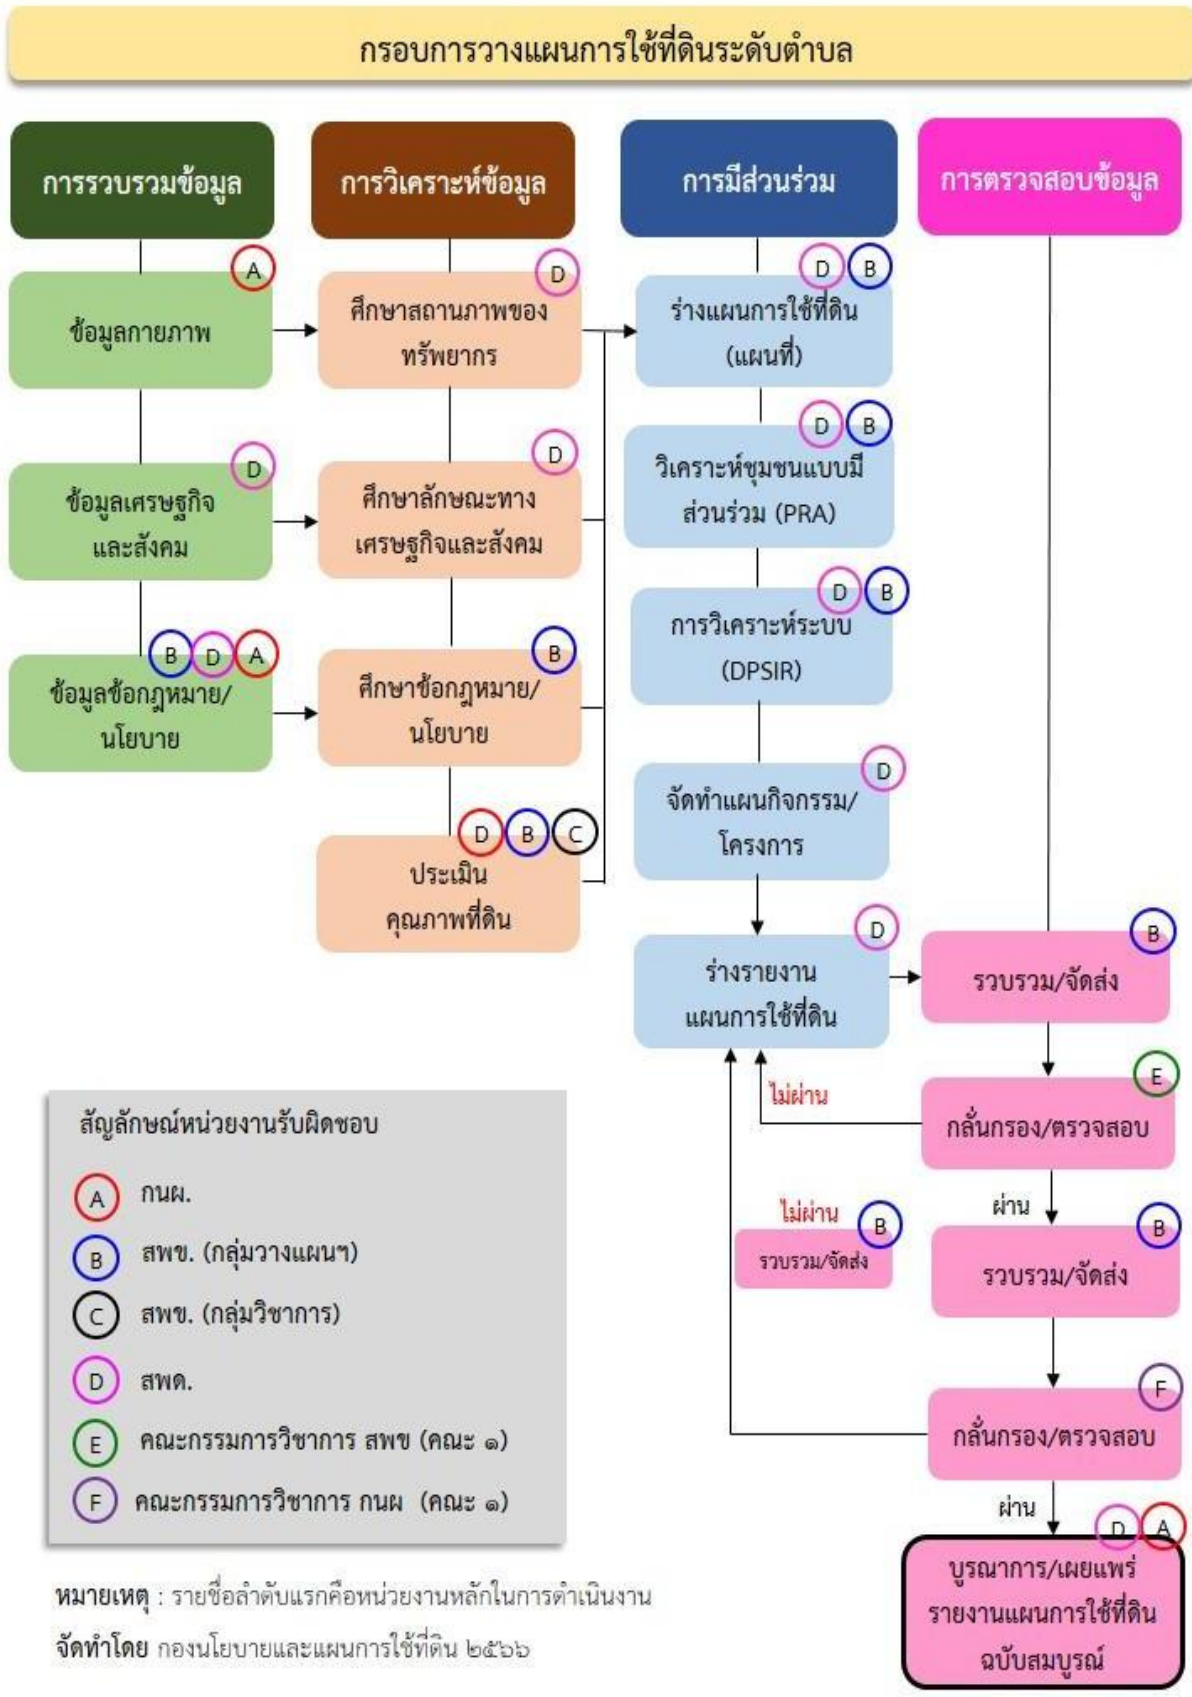 กรอบการวางแผนการใช้ที่ดินระดับตำบล
การรวบรวมข้อมูล
A
ข้อมูลกายภาพ
D
ข้อมูลเศรษฐกิจ
และสังคม
B D A
ข้อมูลข้อกฎหมาย/
นโยบาย
การวิเคราะห์ข้อมูล
D
ศึกษาสถานภาพของ
ทรัพยากร
D
ศึกษาลักษณะทาง
เศรษฐกิจและสังคม
B
ศึกษาข้อกฎหมาย/
นโยบาย
D B C
ประเมิน
คุณภาพที่ดิน
การมีส่วนร่วม
D B
ร่างแผนการใช้ที่ดิน
(แผนที่)
D B
วิเคราะห์ชุมชนแบบมี
ส่วนร่วม (PRA)
D B
การวิเคราะห์ระบบ
(DPSIR)
D
จัดทำแผนกิจกรรม/
โครงการ
D
ร่างรายงาน
แผนการใช้ที่ดิน
การตรวจสอบข้อมูล
B
รวบรวม/จัดส่ง
E
กลั่นกรอง/ตรวจสอบ
ไม่ผ่าน
ผ่าน
B
รวบรวม/จัดส่ง
ไม่ผ่าน
B
รวบรวม/จัดส่ง
F
กลั่นกรอง/ตรวจสอบ
ผ่าน
D A
บูรณาการ/เผยแพร่
รายงานแผนการใช้ที่ดิน
ฉบับสมบูรณ์
สัญลักษณ์หน่วยงานรับผิดชอบ
A กนผ.
B สพข. (กลุ่มวางแผนฯ)
C สพข. (กลุ่มวิชาการ)
D สพด.
E คณะกรรมการวิชาการ สพข (คณะ ๑)
F คณะกรรมการวิชาการ กนผ (คณะ ๑)
หมายเหตุ : รายชื่อลำดับแรกคือหน่วยงานหลักในการดำเนินงาน
จัดทำโดย กองนโยบายและแผนการใช้ที่ดิน ๒๕๖๖